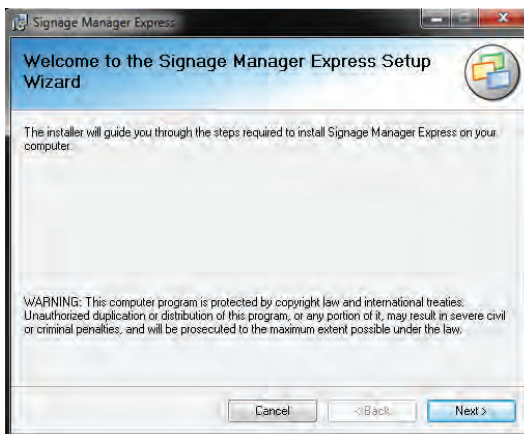 Signage Manager Express
Welcome to the Signage Manager Express Setup
Wizard
The installer will guide you through the steps required to install Signage Manager Express on your
computer.
WARNING: This computer program is protected by copyright law and international treaties.
Unauthorized duplication or distribution of this program, or any portion of it, may result in severe civil
or criminal penalties, and will be prosecuted to the maximum extent possible under the law.
Cancel
< Back
Next >